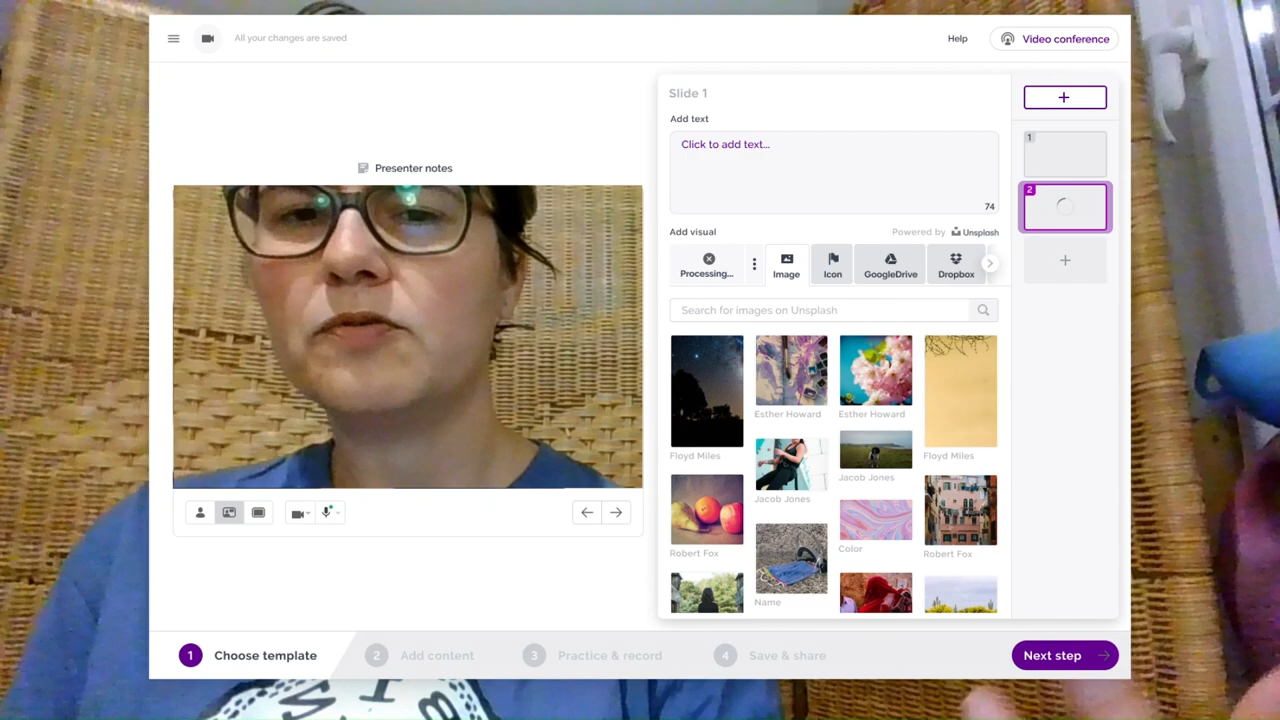 All your changes are saved
Help
Video conference
Slide 1
Add text
Click to add text...
74
Presenter notes
Add visual
Powered by Unsplash
Processing...
Image
Icon
GoogleDrive
Dropbox
Search for images on Unsplash
Esther Howard
Esther Howard
Floyd Miles
Floyd Miles
Jacob Jones
Jacob Jones
Robert Fox
Color
Robert Fox
Name
1
2
1 Choose template
2 Add content
3 Practice & record
4 Save & share
Next step